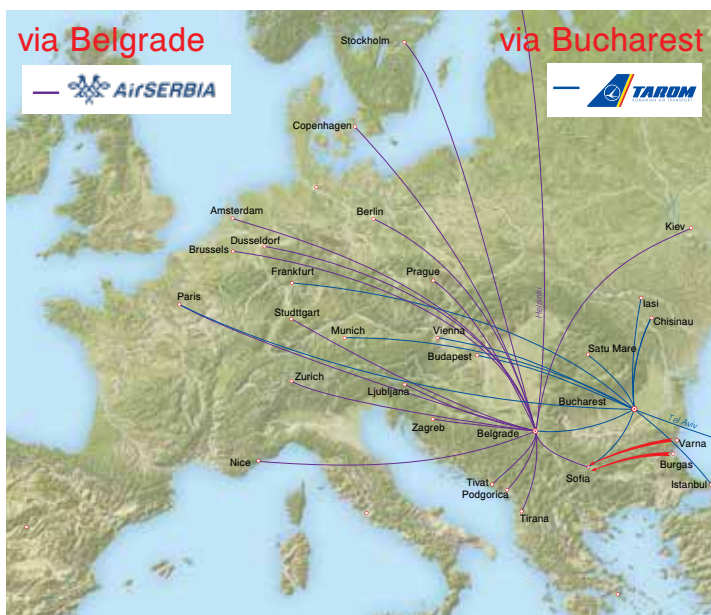 via Belgrade
via Bucharest
AirSERBIA
TAROM
ROMANIAN AIR TRANSPORT
Stockholm
Copenhagen
Amsterdam
Berlin
Kiev
Dusseldorf
Brussels
Frankfurt
Prague
Helsinki
Paris
Iasi
Studttgart
Chisinau
Munich
Vienna
Satu Mare
Budapest
Zurich
Ljubljana
Bucharest
Tel Aviv
Zagreb
Belgrade
Varna
Nice
Burgas
Sofia
Tivat
Istanbul
Podgorica
Tirana